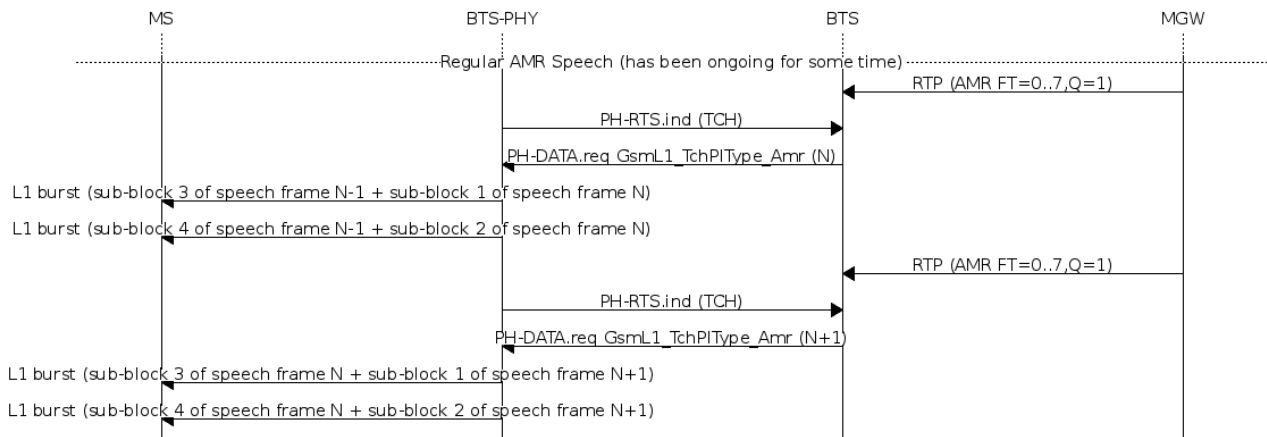 MS BTS-PHY BTS MGW
Regular AMR Speech (has been ongoing for some time)
RTP (AMR FT=0..7,Q=1)
PH-RTS.ind (TCH)
PH-DATA.req GsmL1_TchPlType_Amr (N)
L1 burst (sub-block 3 of speech frame N-1 + sub-block 1 of speech frame N)
L1 burst (sub-block 4 of speech frame N-1 + sub-block 2 of speech frame N)
RTP (AMR FT=0..7,Q=1)
PH-RTS.ind (TCH)
PH-DATA.req GsmL1_TchPlType_Amr (N+1)
L1 burst (sub-block 3 of speech frame N + sub-block 1 of speech frame N+1)
L1 burst (sub-block 4 of speech frame N + sub-block 2 of speech frame N+1)